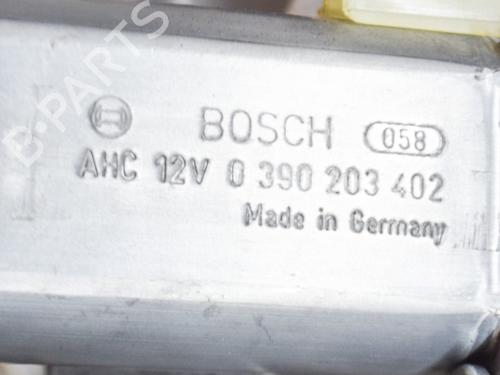 BOSCH 058
AHC 12V 0 390 203 402
Made in Germany
B-PARTS